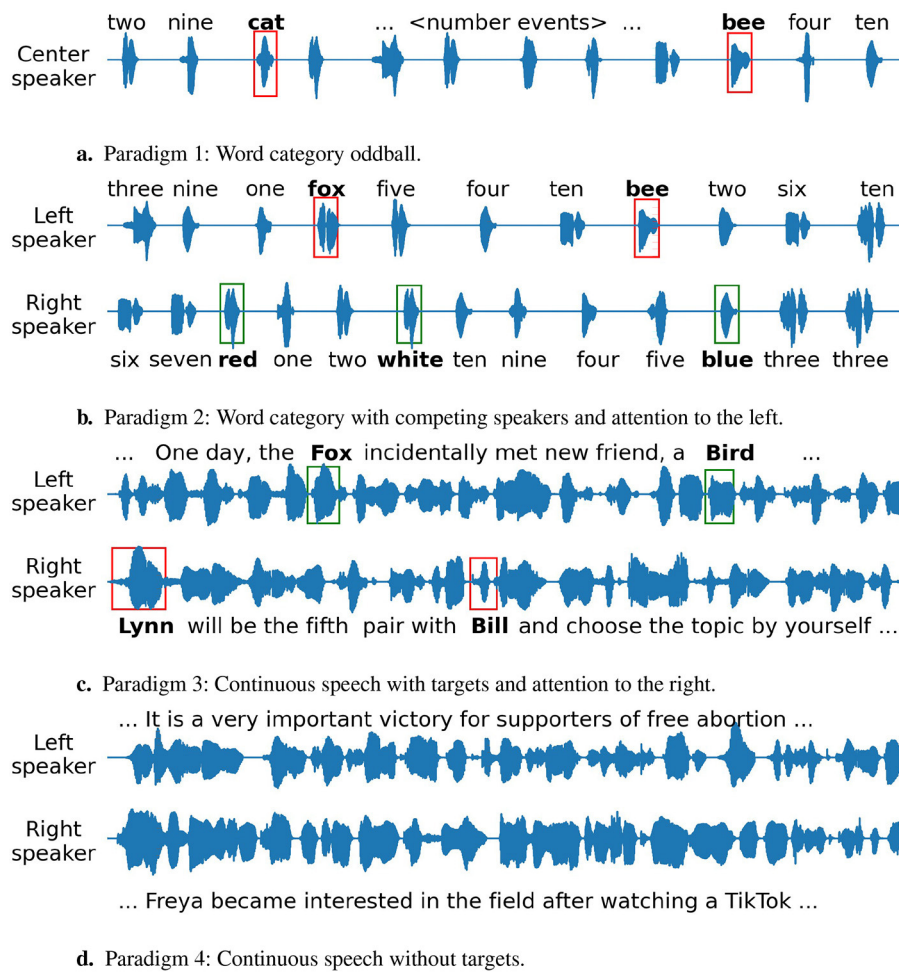 two nine cat ... <number events> ... bee four ten
Center
speaker
a. Paradigm 1: Word category oddball.
three nine one fox five four ten bee two six ten
Left
speaker
Right
speaker
six seven red one two white ten nine four five blue three three
b. Paradigm 2: Word category with competing speakers and attention to the left.
... One day, the Fox incidentally met new friend, a Bird ...
Left
speaker
Right
speaker
Lynn will be the fifth pair with Bill and choose the topic by yourself ...
c. Paradigm 3: Continuous speech with targets and attention to the right.
... It is a very important victory for supporters of free abortion ...
Left
speaker
Right
speaker
... Freya became interested in the field after watching a TikTok ...
d. Paradigm 4: Continuous speech without targets.